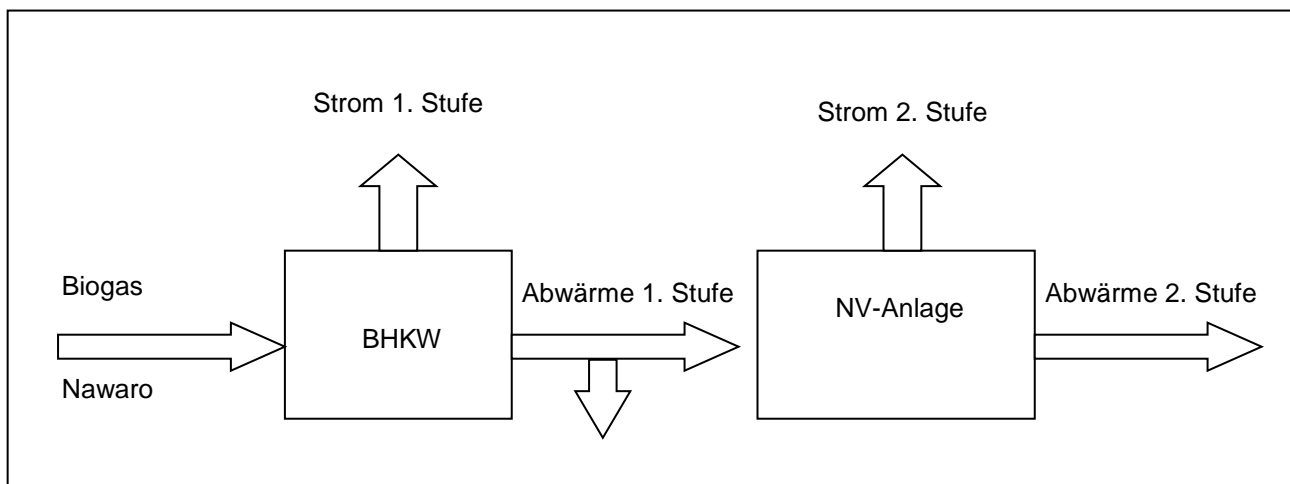 Strom 1. Stufe
Strom 2. Stufe
Biogas
Nawaro
BHKW
Abwärme 1. Stufe
NV-Anlage
Abwärme 2. Stufe